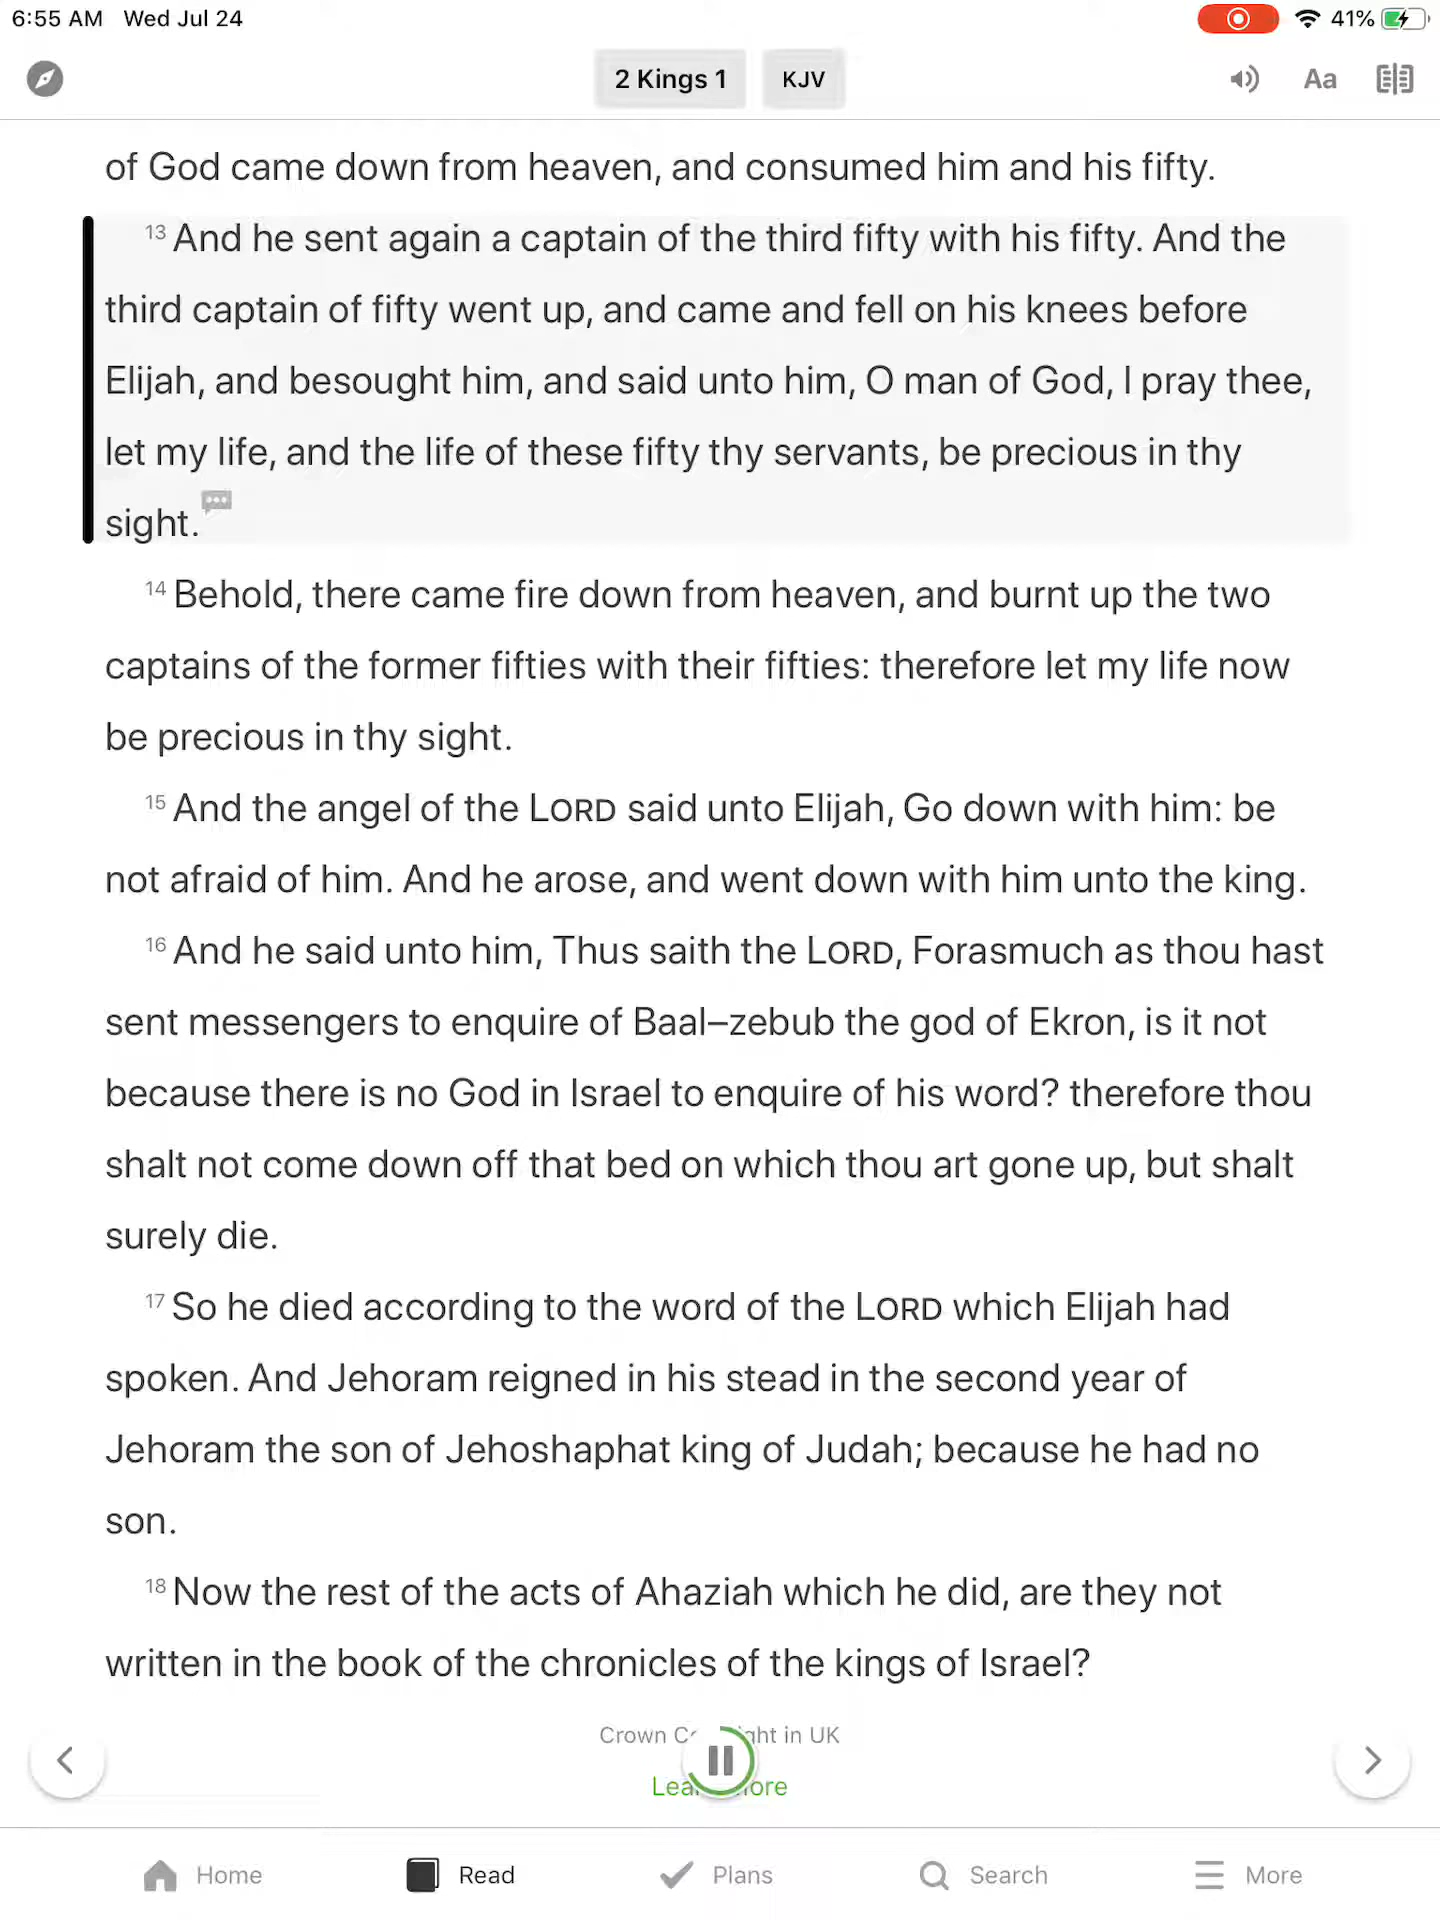 6:55 AM Wed Jul 24
41%
2 Kings 1 KJV
Aa
of God came down from heaven, and consumed him and his fifty.
13 And he sent again a captain of the third fifty with his fifty. And the
third captain of fifty went up, and came and fell on his knees before
Elijah, and besought him, and said unto him, O man of God, I pray thee,
let my life, and the life of these fifty thy servants, be precious in thy
sight.
14 Behold, there came fire down from heaven, and burnt up the two
captains of the former fifties with their fifties: therefore let my life now
be precious in thy sight.
15 And the angel of the LORD said unto Elijah, Go down with him: be
not afraid of him. And he arose, and went down with him unto the king.
16 And he said unto him, Thus saith the LORD, Forasmuch as thou hast
sent messengers to enquire of Baal–zebub the god of Ekron, is it not
because there is no God in Israel to enquire of his word? therefore thou
shalt not come down off that bed on which thou art gone up, but shalt
surely die.
17 So he died according to the word of the LORD which Elijah had
spoken. And Jehoram reigned in his stead in the second year of
Jehoram the son of Jehoshaphat king of Judah; because he had no
son.
18 Now the rest of the acts of Ahaziah which he did, are they not
written in the book of the chronicles of the kings of Israel?
Crown in UK
Home Read Plans Search More